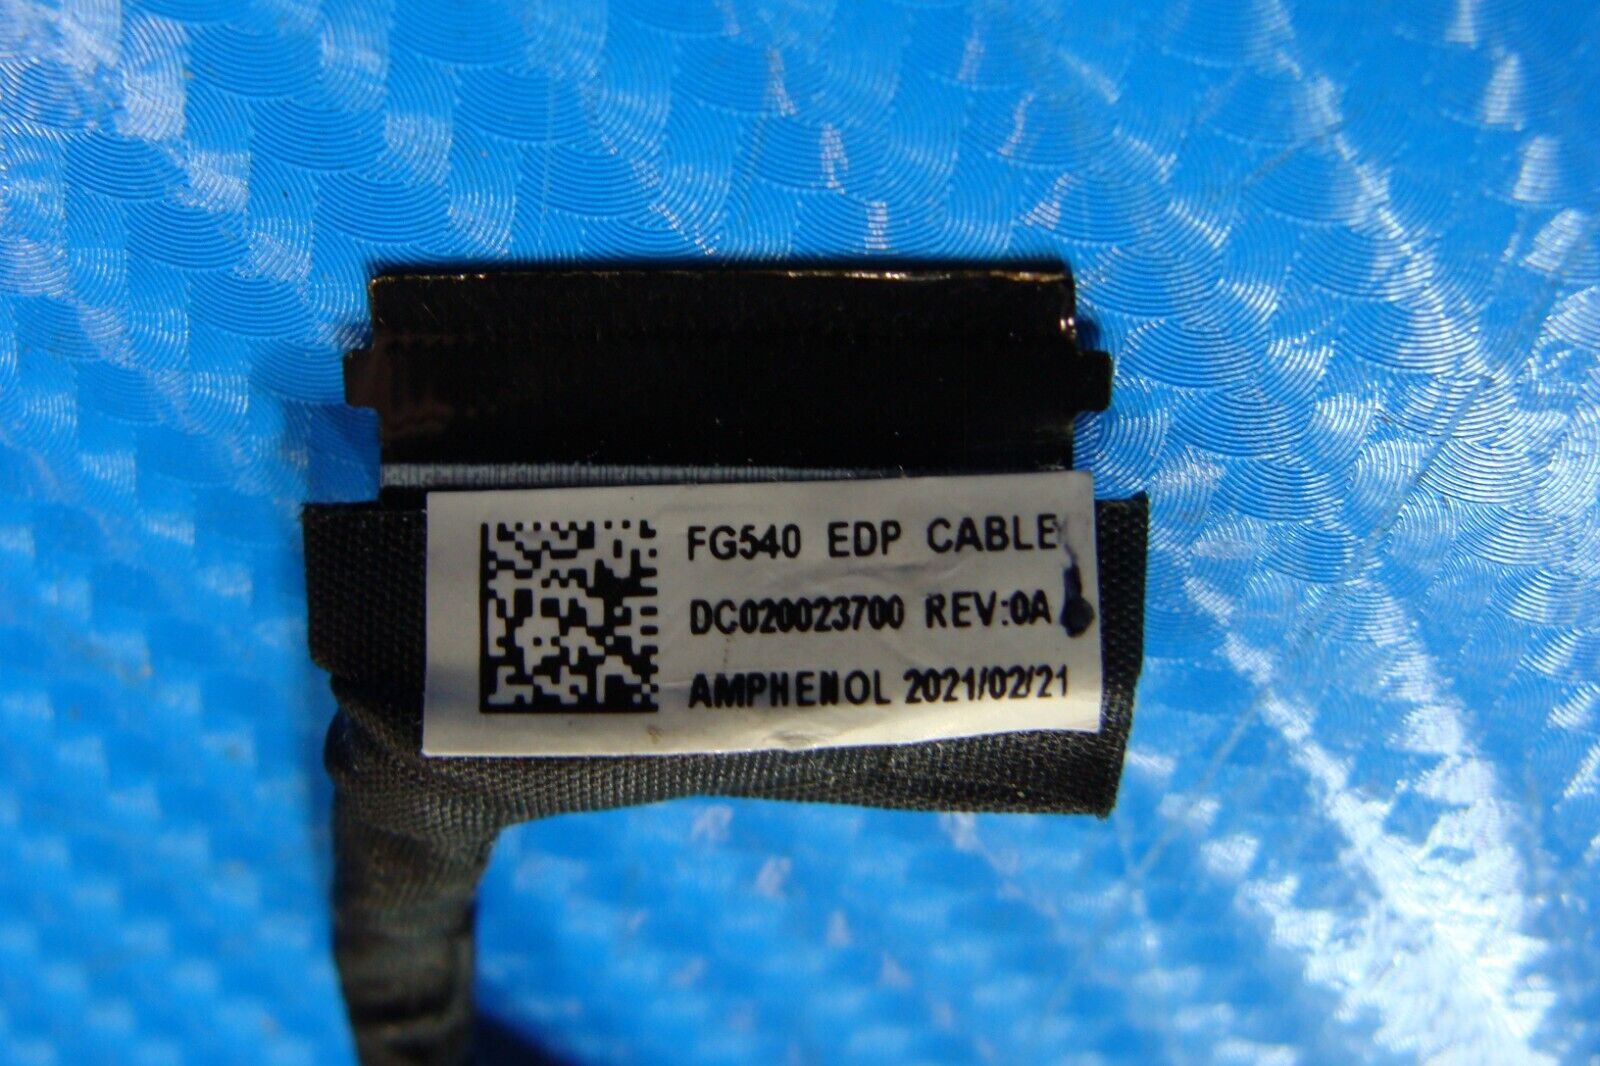 FG540 EDP CABLE
DC020023700 REV:0A
AMPHENOL 2021/02/21